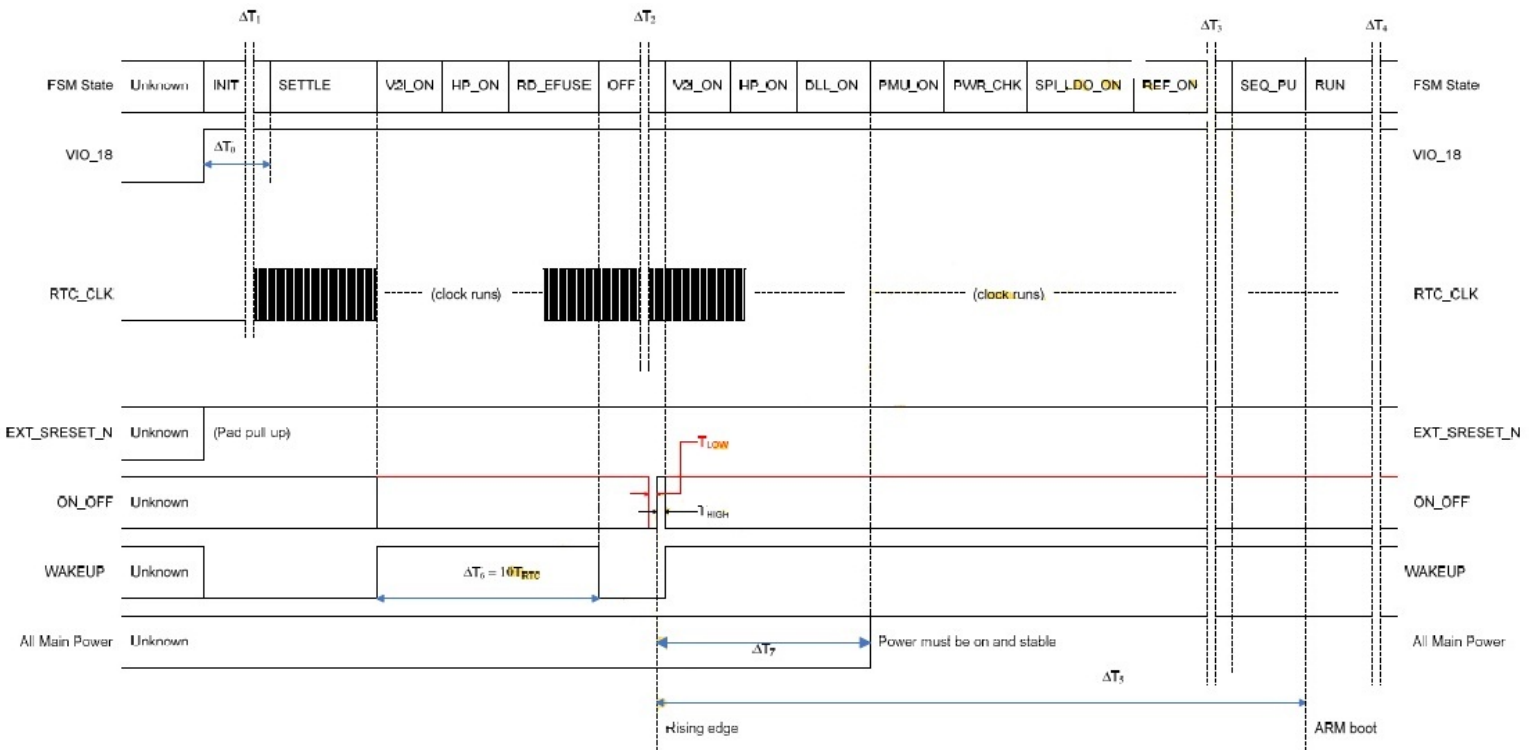 ΔT₁ ΔT₂ ΔT₃ ΔT₄
FSM State Unknown INIT SETTLE V2I_ON HP_ON RD_EFUSE OFF V2I_ON HP_ON DLL_ON PMU_ON PWR_CHK SPI_LDO_ON REF_ON SEQ_PU RUN FSM State
VIO_18 ΔT₀ VIO_18
RTC_CLK (clock runs) (clock runs) RTC_CLK
EXT_SRESET_N Unknown (Pad pull up) EXT_SRESET_N
T_LOW
ON_OFF Unknown ON_OFF
T_HIGH
WAKEUP Unknown ΔT₆ = 10T_RTC WAKEUP
All Main Power Unknown ΔT₇ Power must be on and stable All Main Power
ΔT₅
Rising edge ARM boot